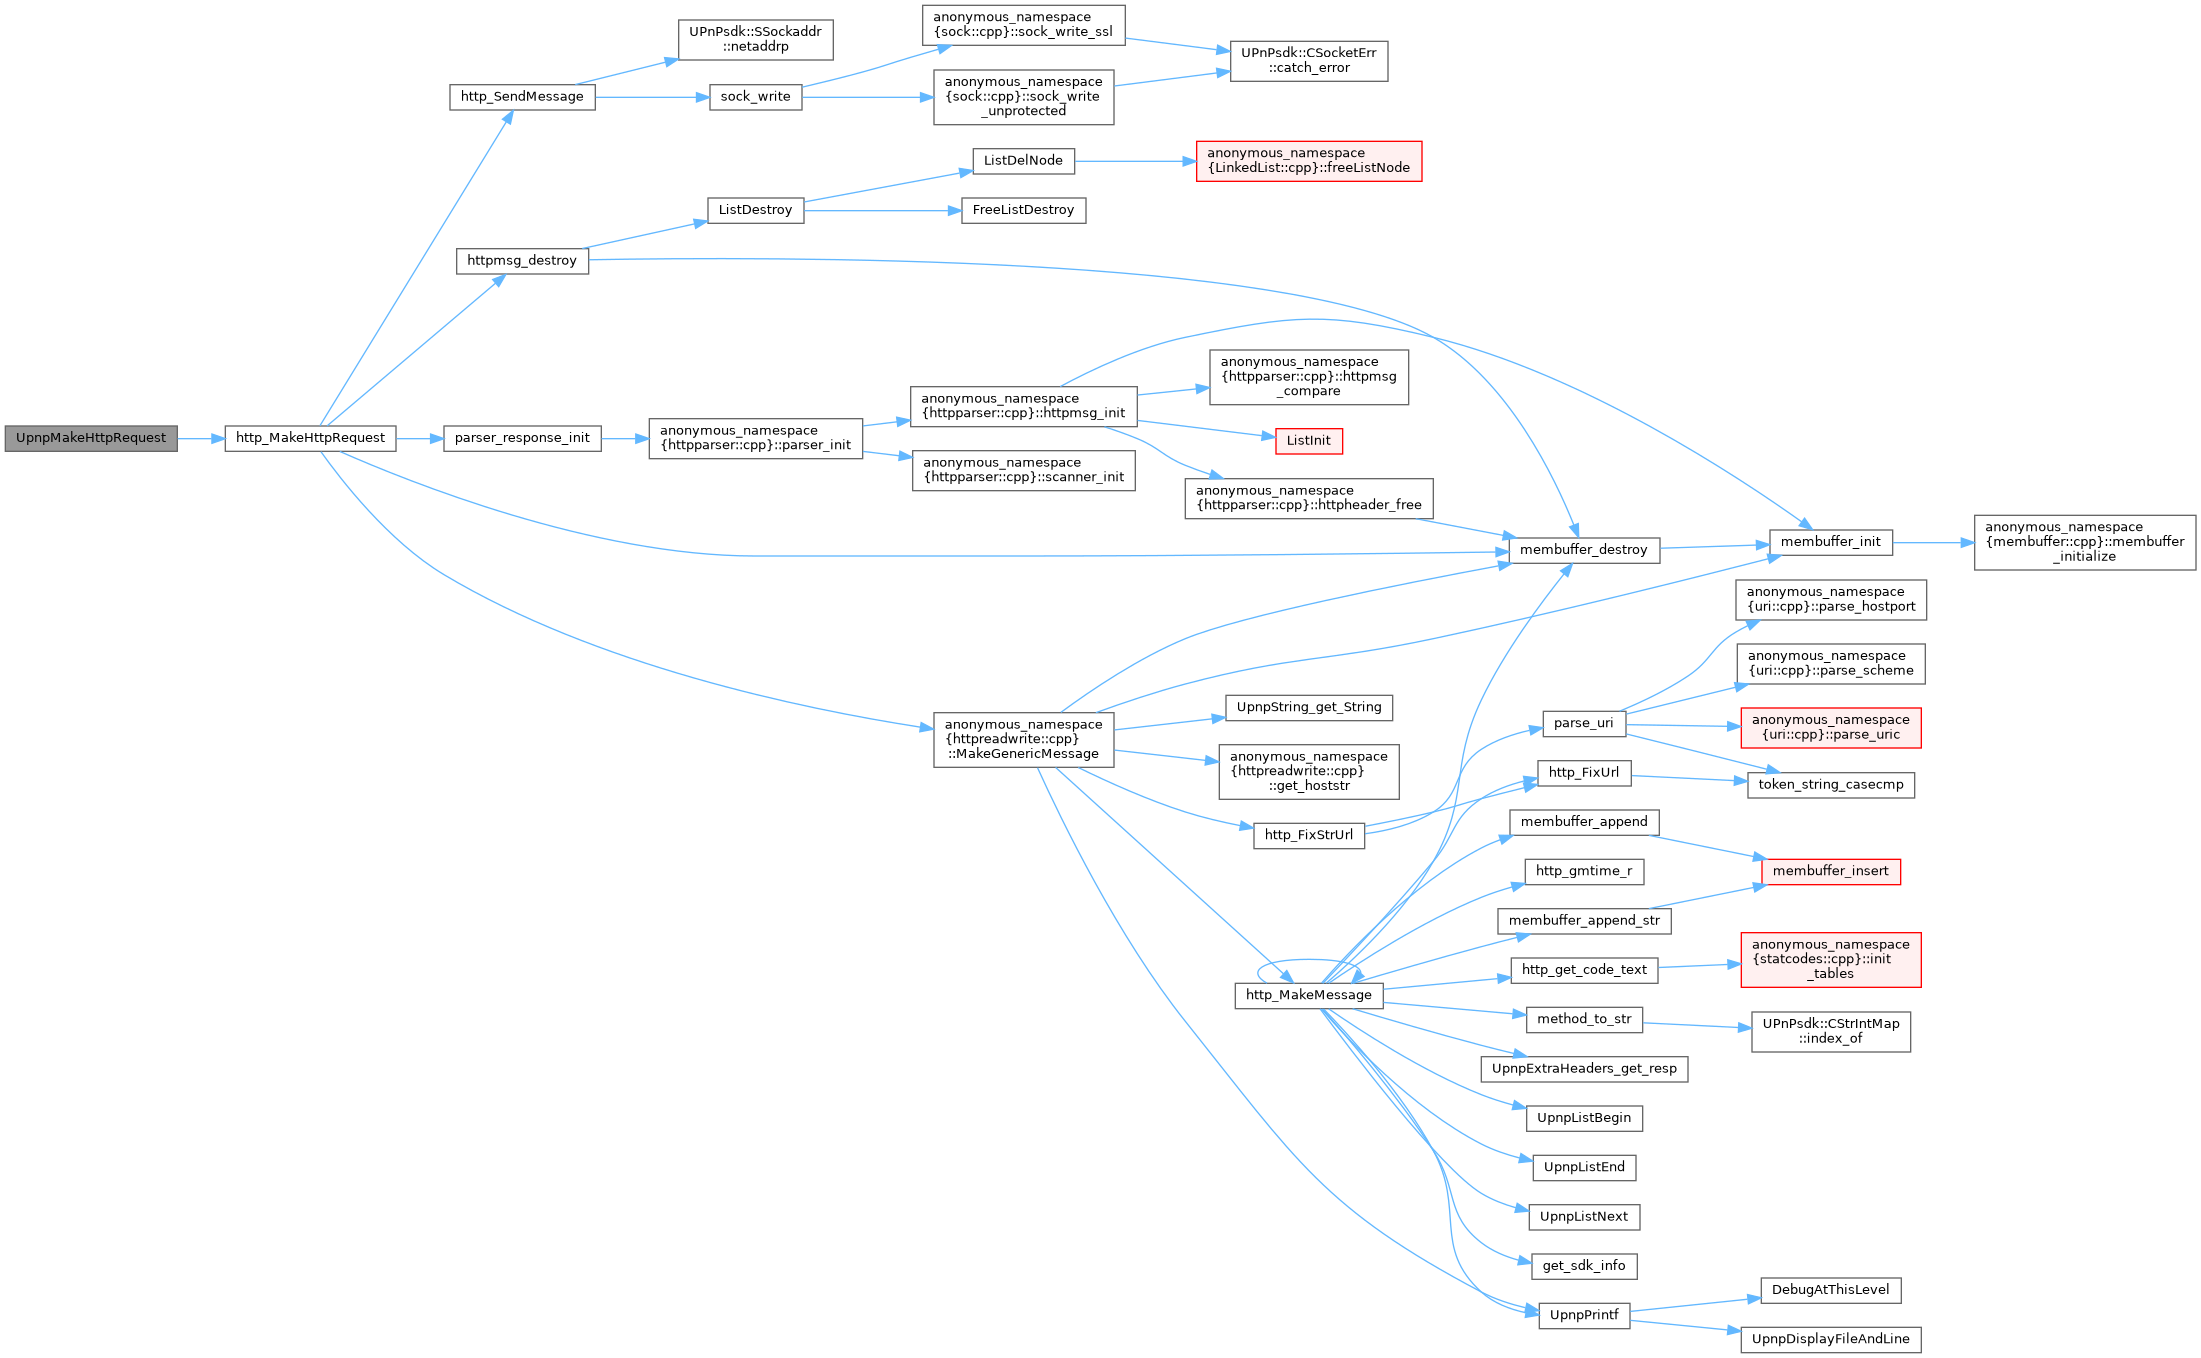 UpnpMakeHttpRequest
http_MakeHttpRequest
http_SendMessage
UPnPsdk::SSockaddr
::netaddrp
sock_write
anonymous_namespace
{sock::cpp}::sock_write_ssl
anonymous_namespace
{sock::cpp}::sock_write
_unprotected
UPnPsdk::CSocketErr
::catch_error
httpmsg_destroy
ListDestroy
ListDelNode
anonymous_namespace
{LinkedList::cpp}::freeListNode
FreeListDestroy
parser_response_init
anonymous_namespace
{httpparser::cpp}::parser_init
anonymous_namespace
{httpparser::cpp}::httpmsg_init
anonymous_namespace
{httpparser::cpp}::scanner_init
anonymous_namespace
{httpparser::cpp}::httpmsg
_compare
ListInit
anonymous_namespace
{httpparser::cpp}::httpheader_free
membuffer_destroy
membuffer_init
anonymous_namespace
{membuffer::cpp}::membuffer
_initialize
anonymous_namespace
{httpreadwrite::cpp}
::MakeGenericMessage
UpnpString_get_String
anonymous_namespace
{httpreadwrite::cpp}
::get_hoststr
http_FixStrUrl
parse_uri
anonymous_namespace
{uri::cpp}::parse_hostport
anonymous_namespace
{uri::cpp}::parse_scheme
anonymous_namespace
{uri::cpp}::parse_uric
http_FixUrl
token_string_casecmp
http_MakeMessage
membuffer_append
http_gmtime_r
membuffer_insert
membuffer_append_str
http_get_code_text
anonymous_namespace
{statcodes::cpp}::init
_tables
method_to_str
UPnPsdk::CStrIntMap
::index_of
UpnpExtraHeaders_get_resp
UpnpListBegin
UpnpListEnd
UpnpListNext
get_sdk_info
UpnpPrintf
DebugAtThisLevel
UpnpDisplayFileAndLine